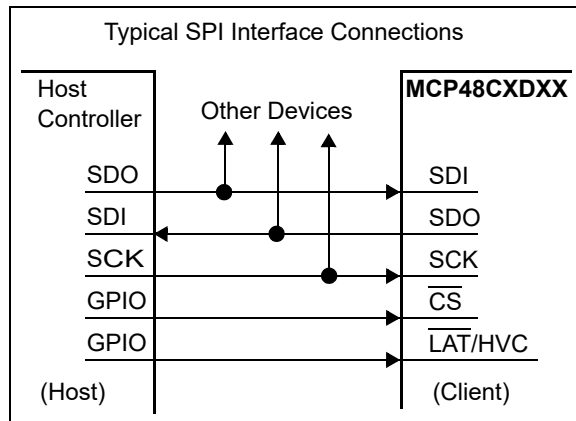 Typical SPI Interface Connections
Host
Controller
Other Devices
MCP48CXDXX
SDO
SDI
SDI
SDO
SCK
SCK
GPIO
CS
GPIO
LAT/HVC
(Host)
(Client)